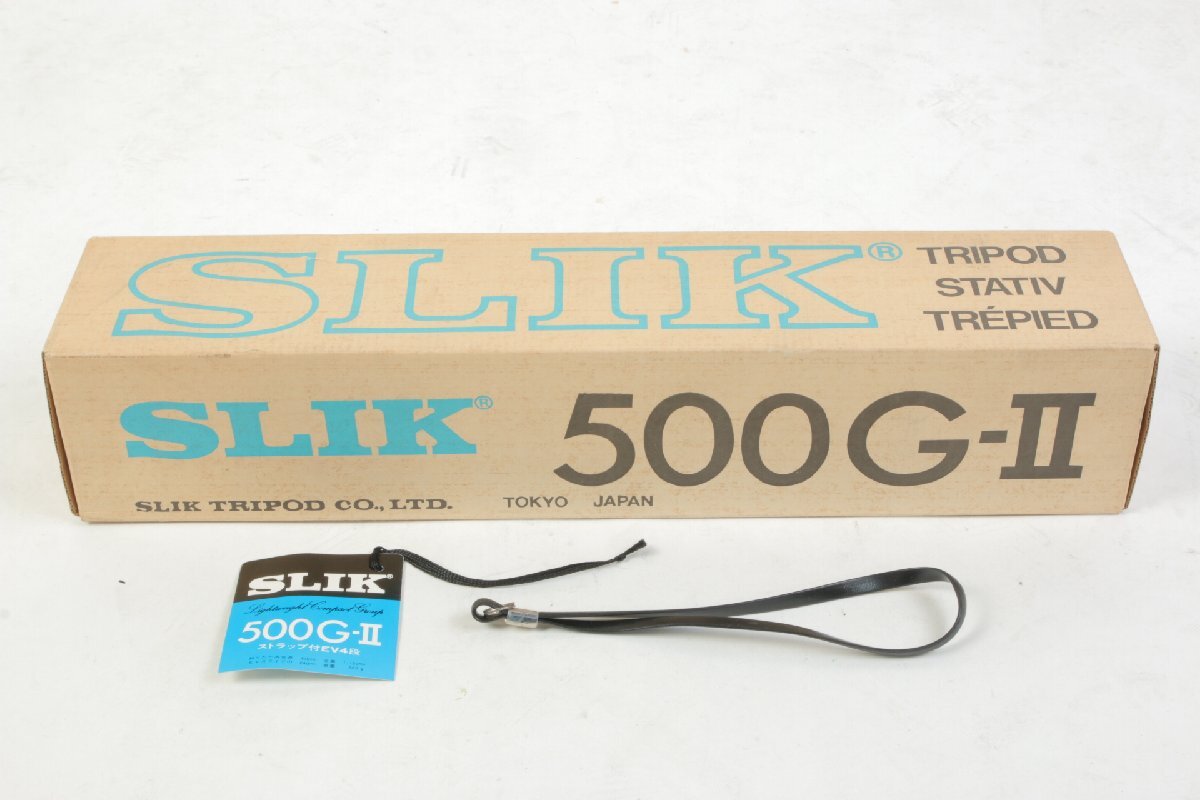 SLIK®
TRIPOD
STATIV
TRÉPIED
SLIK® 500G-II
SLIK TRIPOD CO., LTD. TOKYO JAPAN
SLIK®
Lightweight Compact Group
500G-II
ストラップ付EV4段